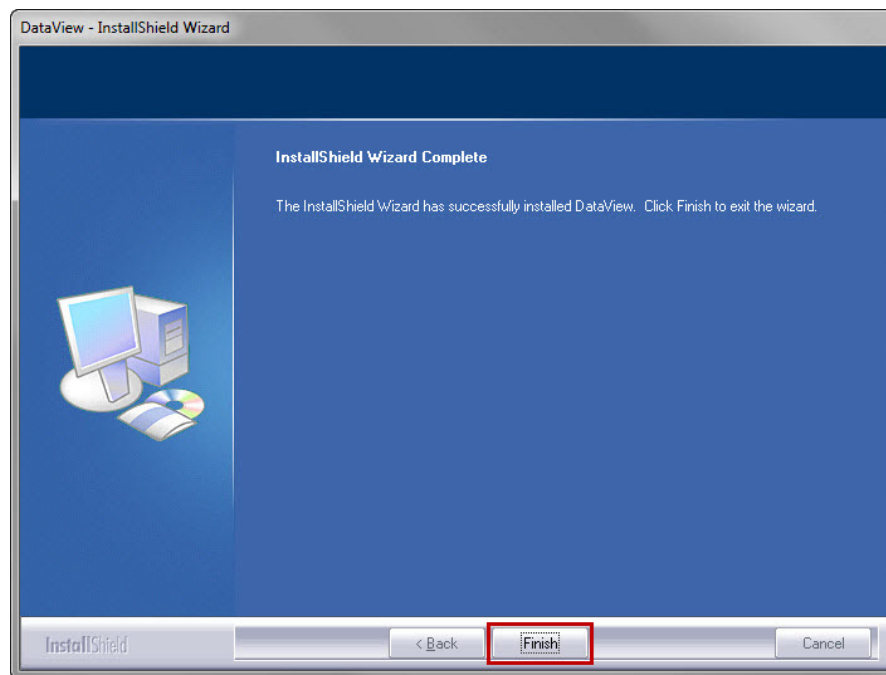 DataView - InstallShield Wizard
InstallShield Wizard Complete
The InstallShield Wizard has successfully installed DataView. Click Finish to exit the wizard.
InstallShield
< Back
Finish
Cancel